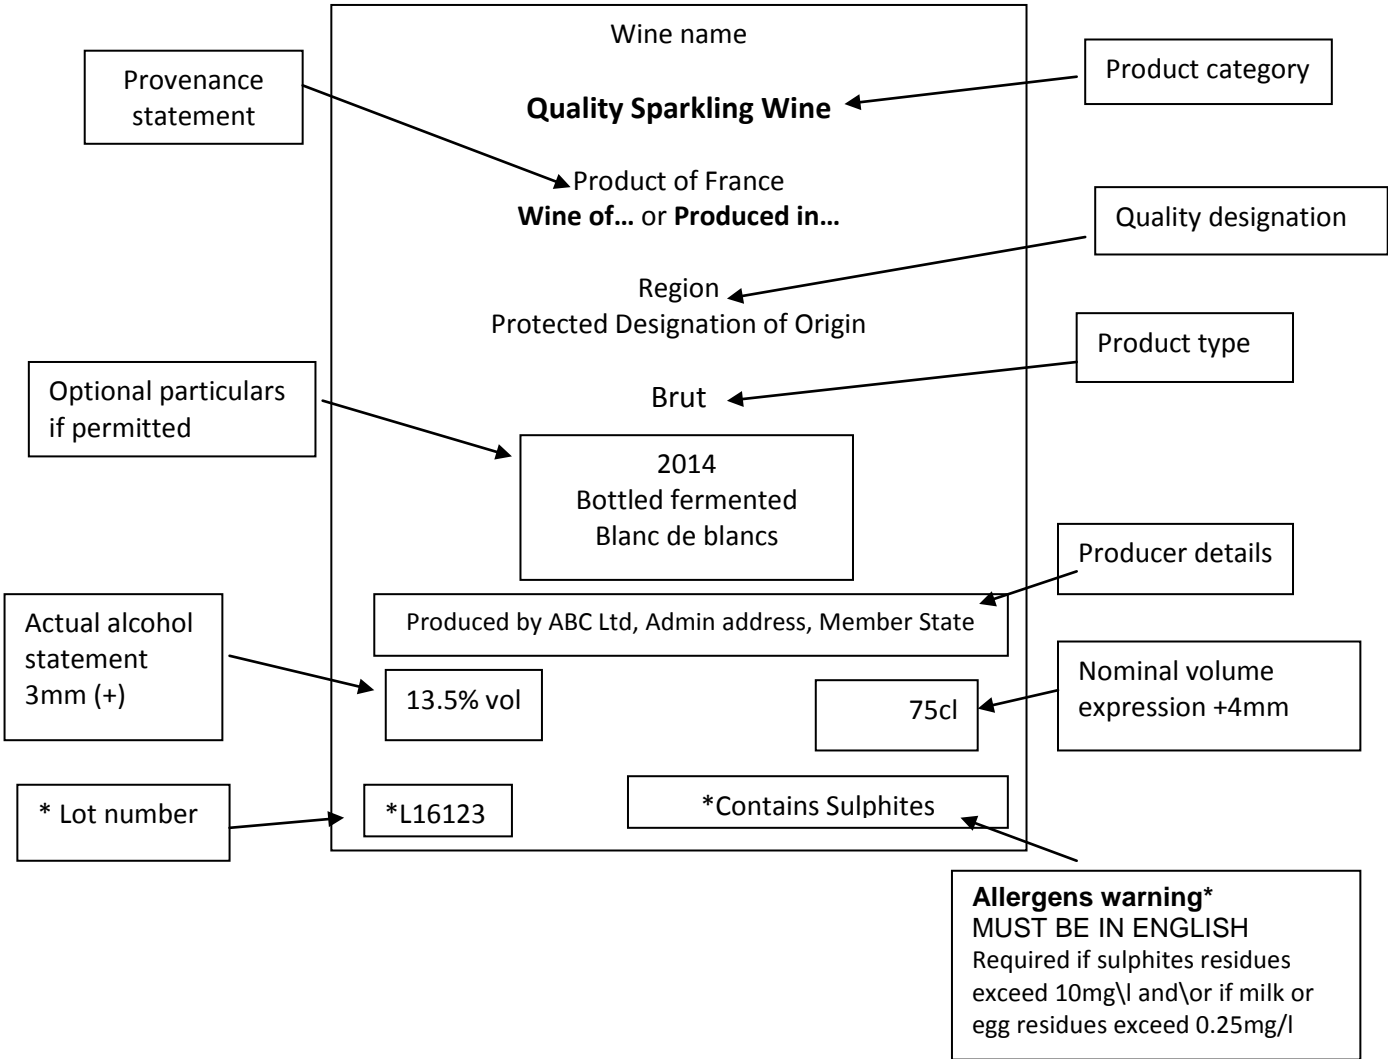 Wine name
Provenance
statement
Product category
Quality Sparkling Wine
Product of France
Wine of… or Produced in…
Quality designation
Region
Protected Designation of Origin
Product type
Optional particulars
if permitted
Brut
2014
Bottled fermented
Blanc de blancs
Producer details
Produced by ABC Ltd, Admin address, Member State
Actual alcohol
statement
3mm (+)
13.5% vol
75cl
Nominal volume
expression +4mm
* Lot number
*L16123
*Contains Sulphites
Allergens warning*
MUST BE IN ENGLISH
Required if sulphites residues
exceed 10mg\l and\or if milk or
egg residues exceed 0.25mg/l